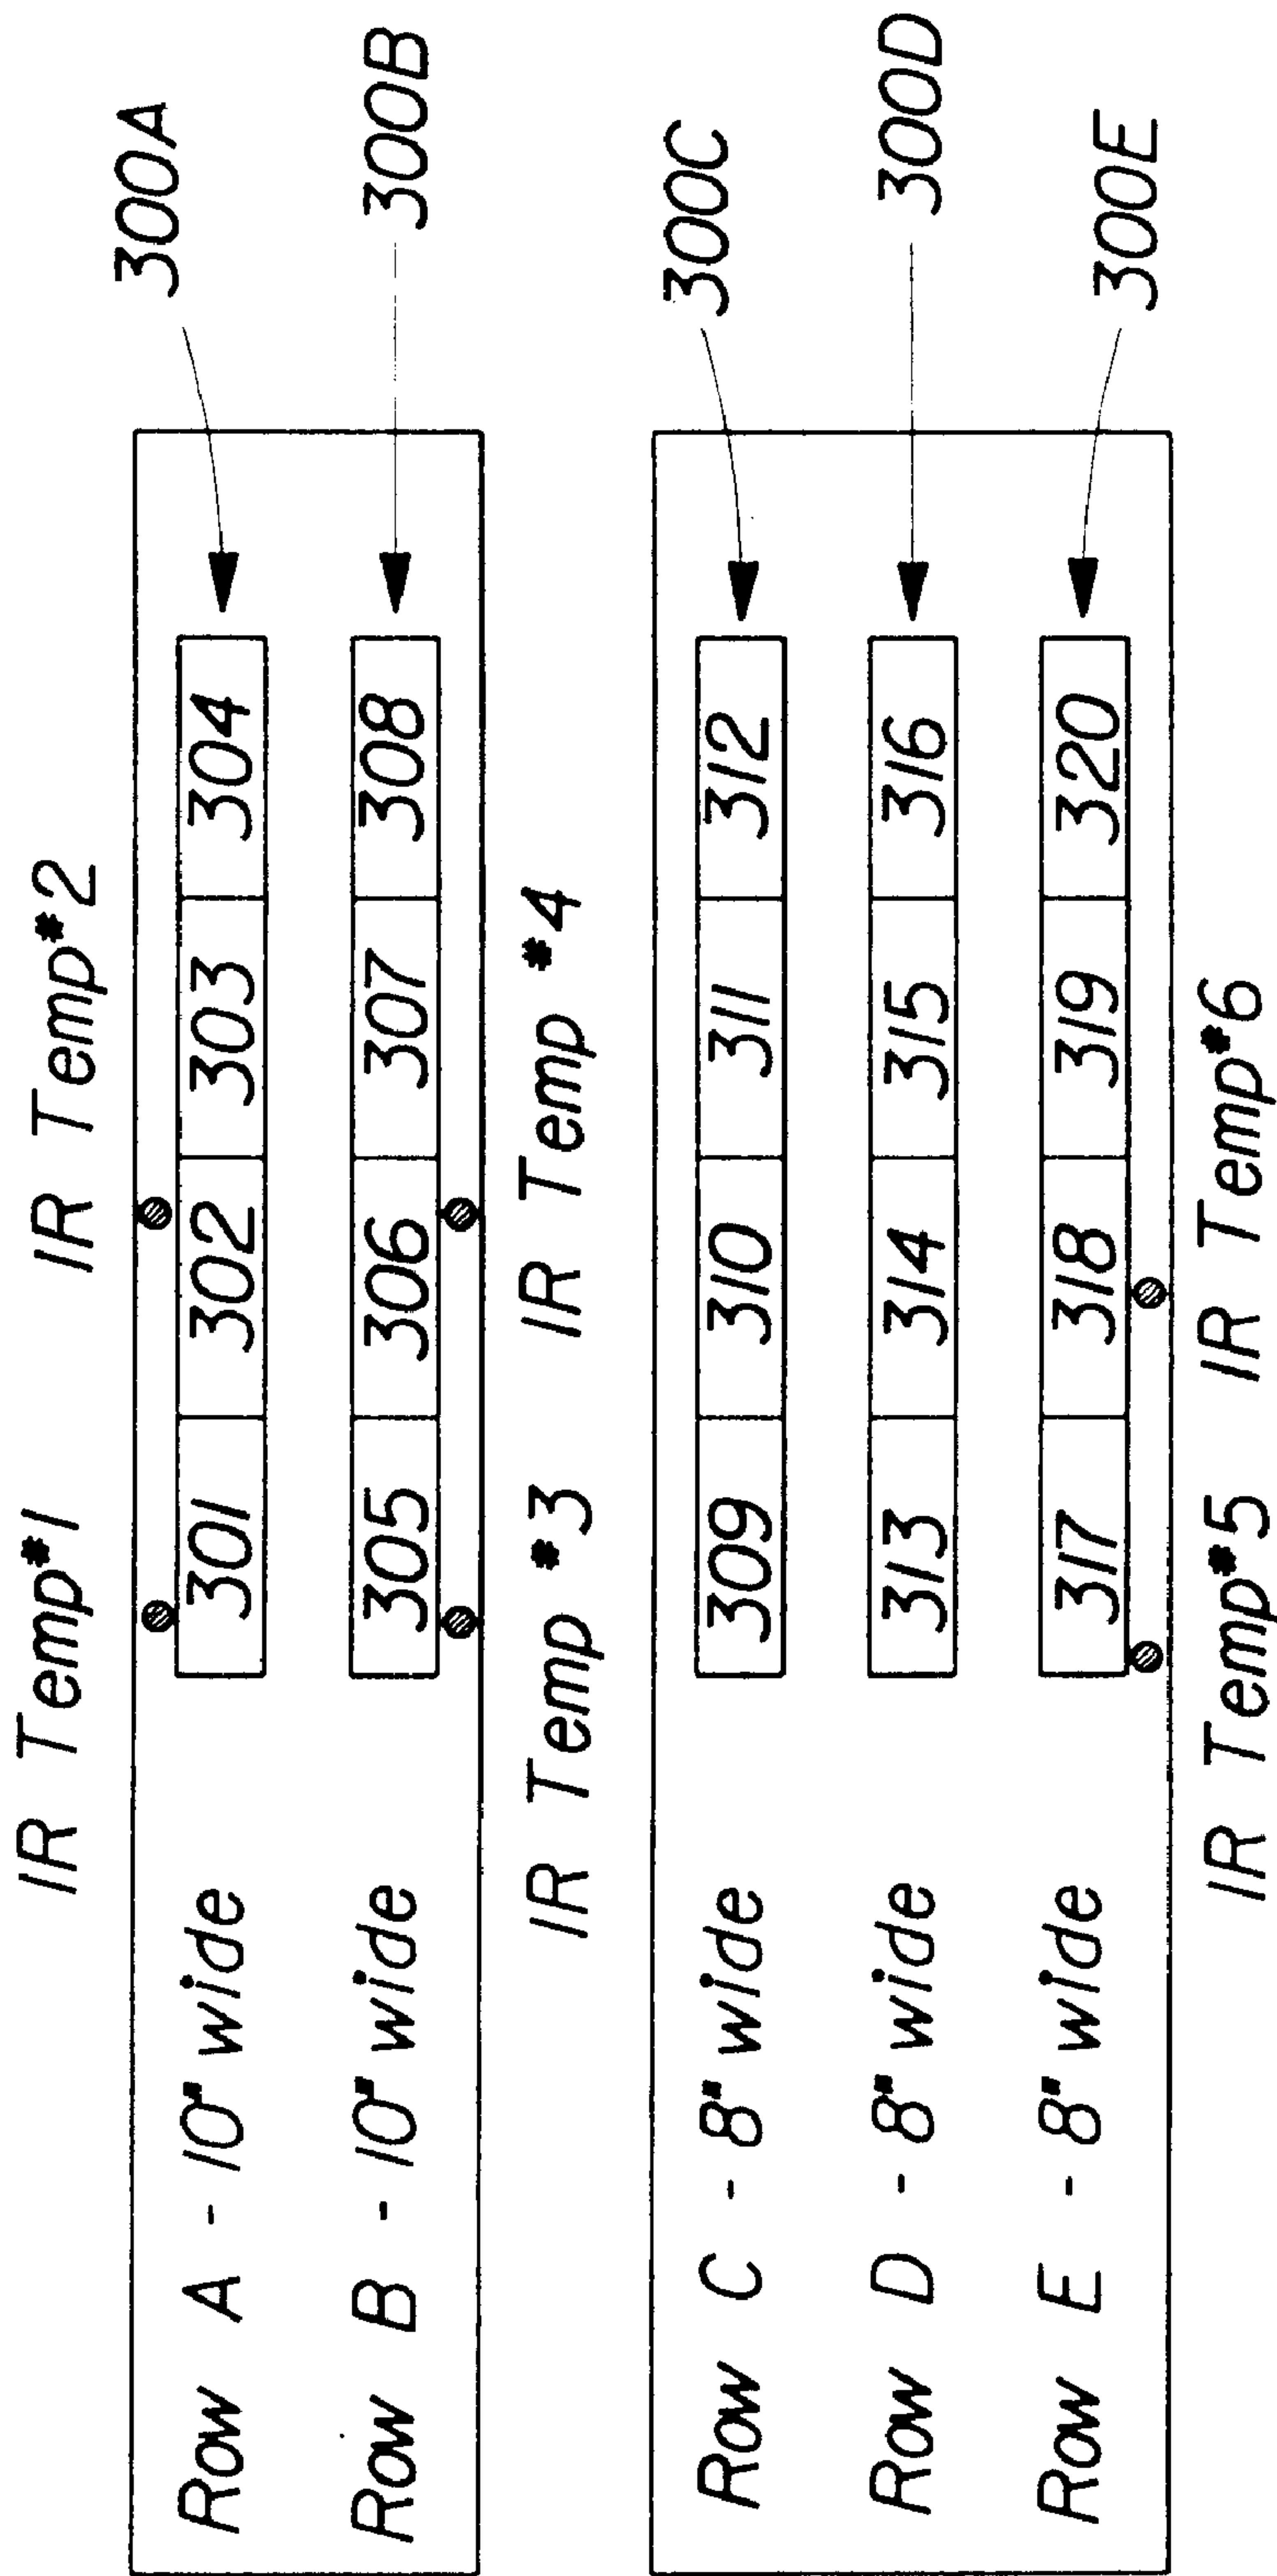 IR Temp#1 IR Temp#2
Row A - 10" wide 301 302 303 304 300A
Row B - 10" wide 305 306 307 308 300B
IR Temp #3 IR Temp #4
Row C - 8" wide 309 310 311 312 300C
Row D - 8" wide 313 314 315 316 300D
Row E - 8" wide 317 318 319 320 300E
IR Temp#5 IR Temp#6